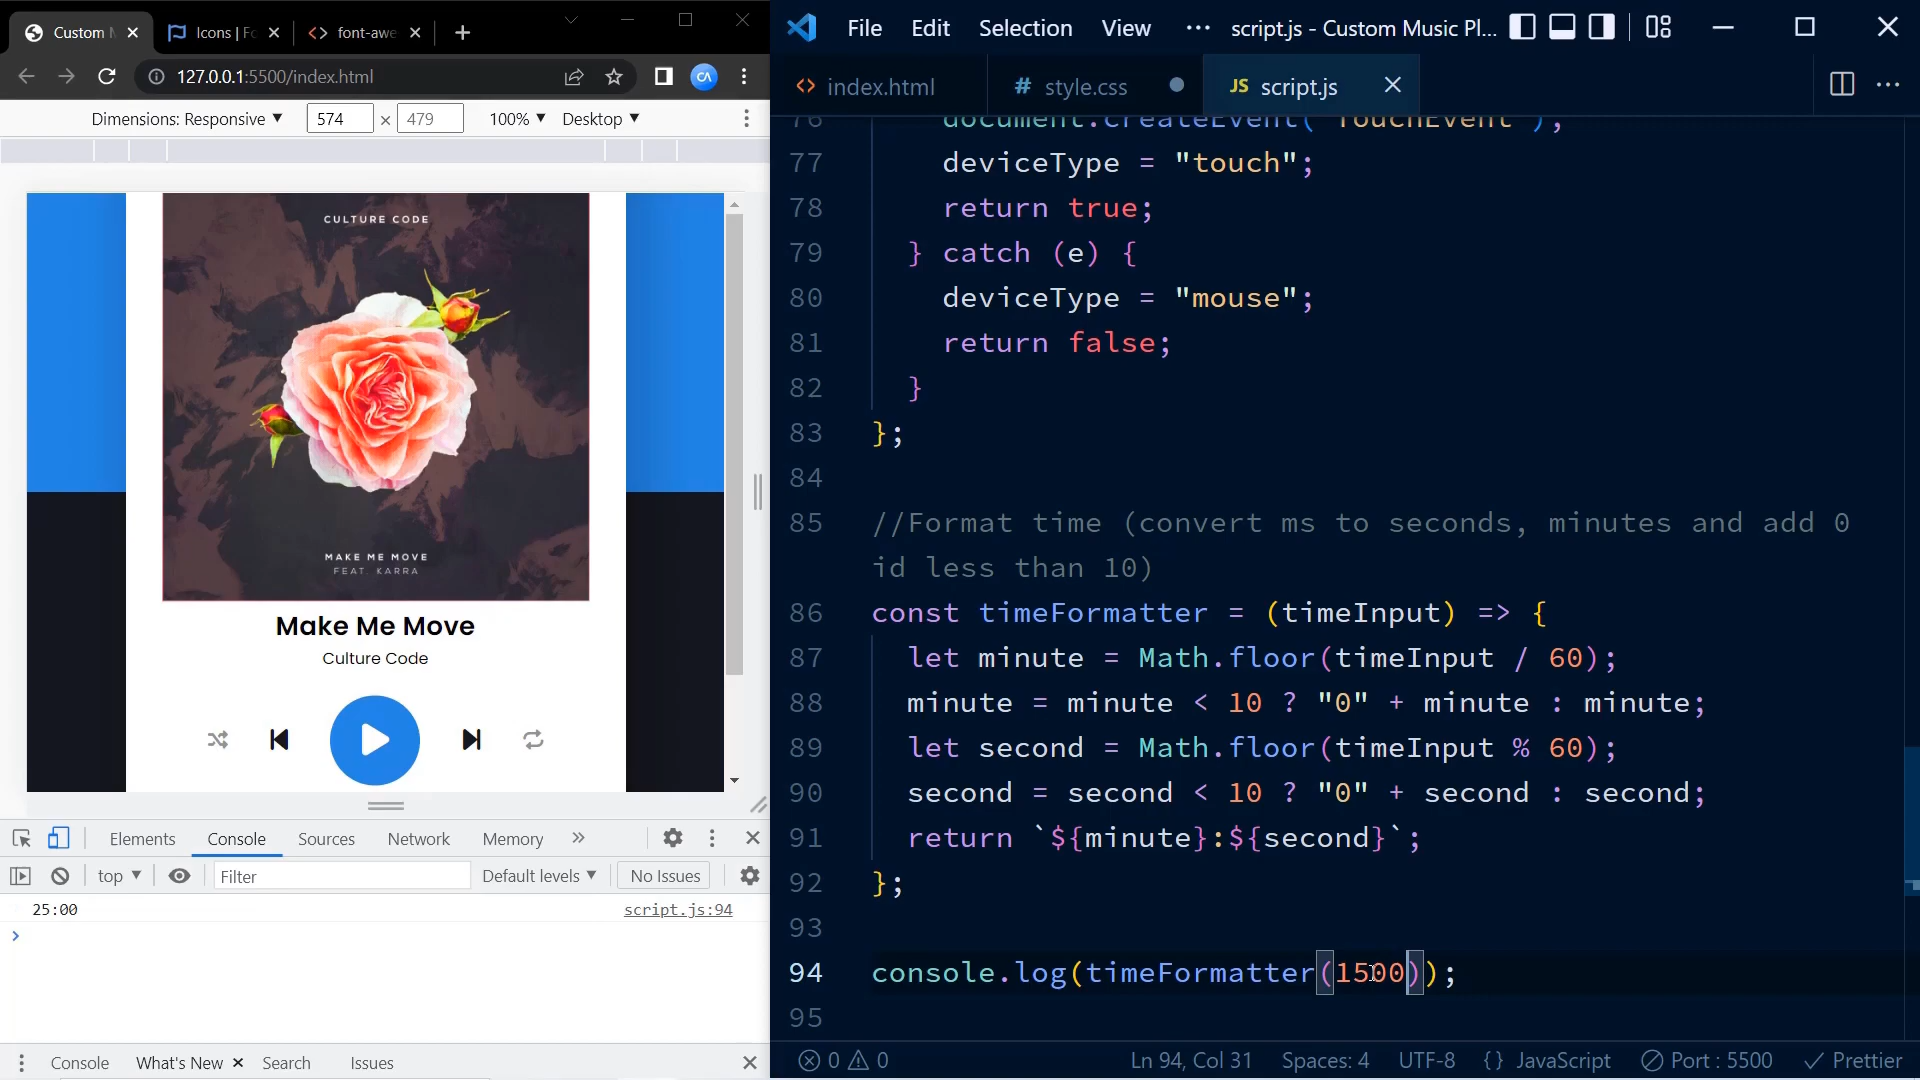 Custom M
Icons | Fo
font-awe
127.0.0.1:5500/index.html
Dimensions: Responsive ▼ 574 × 479 100% ▼ Desktop ▼
CULTURE CODE
MAKE ME MOVE
FEAT. KARRA
Make Me Move
Culture Code
Elements Console Sources Network Memory »
top ▼ Filter Default levels ▼ No Issues
25:00 script.js:94
>
Console What's New × Search Issues
File Edit Selection View ··· script.js - Custom Music Pl...
<> index.html # style.css JS script.js
76 document.createEvent("TouchEvent");
77 deviceType = "touch";
78 return true;
79 } catch (e) {
80 deviceType = "mouse";
81 return false;
82 }
83 };
84
85 //Format time (convert ms to seconds, minutes and add 0
id less than 10)
86 const timeFormatter = (timeInput) => {
87 let minute = Math.floor(timeInput / 60);
88 minute = minute < 10 ? "0" + minute : minute;
89 let second = Math.floor(timeInput % 60);
90 second = second < 10 ? "0" + second : second;
91 return `${minute}:${second}`;
92 };
93
94 console.log(timeFormatter(1500));
95
0 0 Ln 94, Col 31 Spaces: 4 UTF-8 {} JavaScript Port : 5500 Prettier